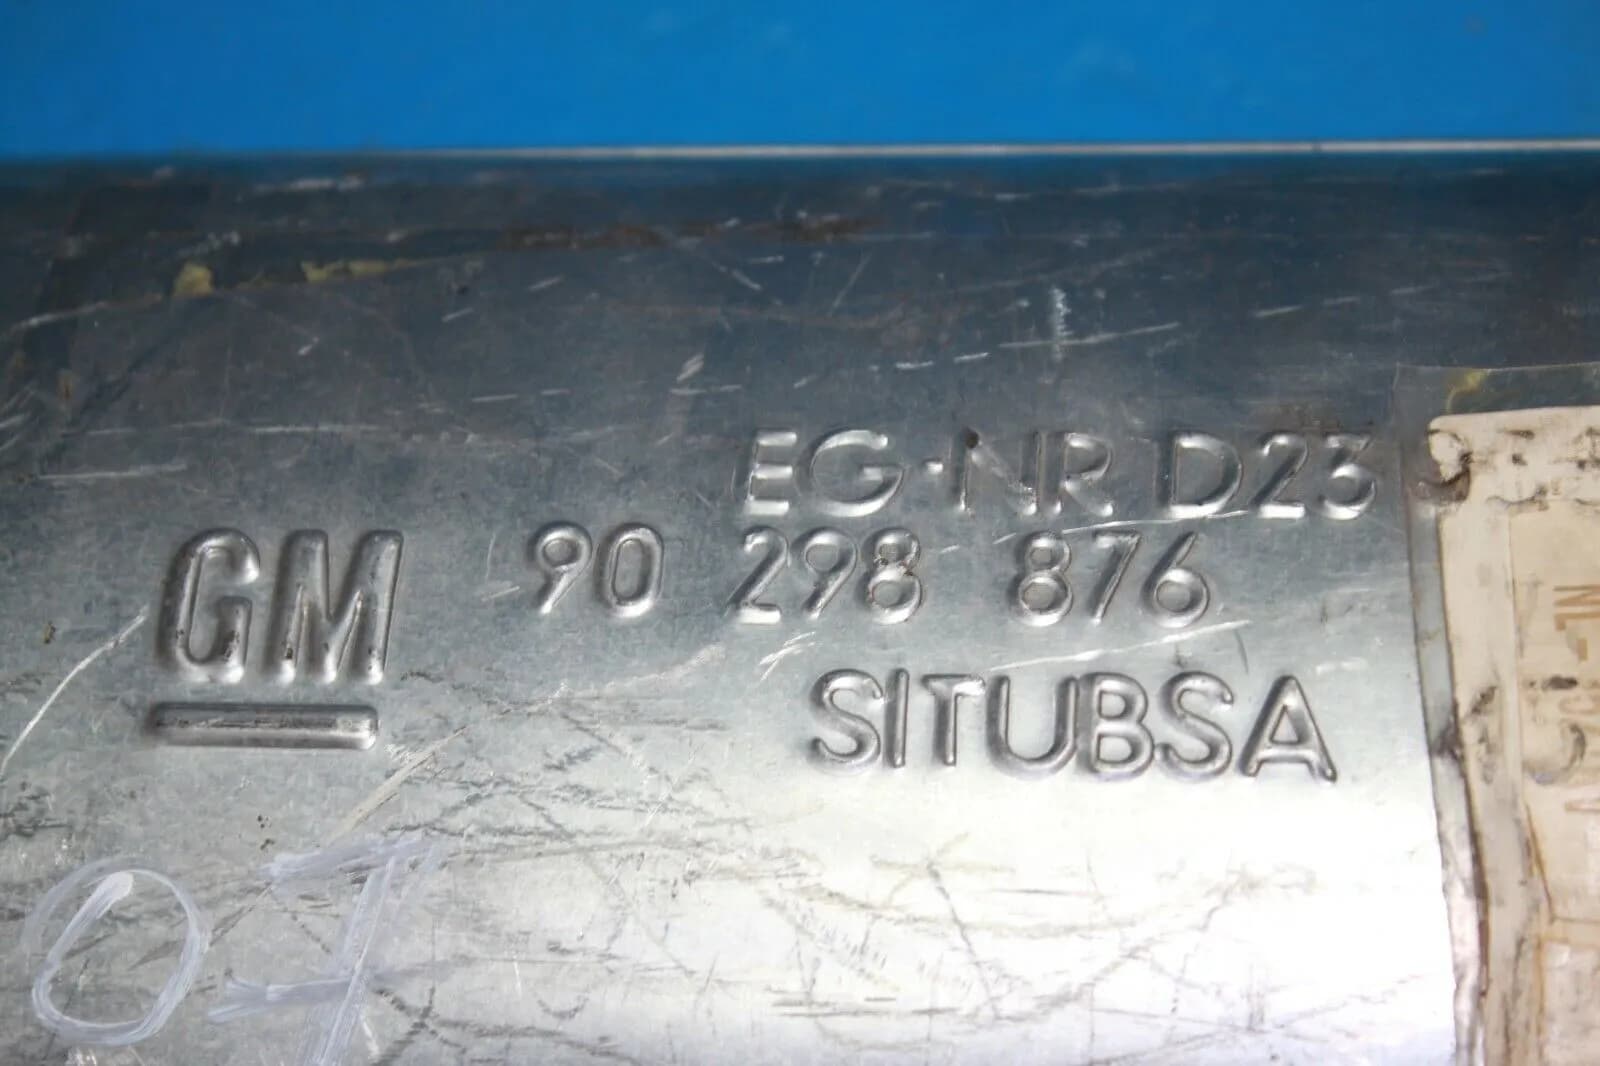 EG-NR D23
GM 90 298 876
SITUBSA